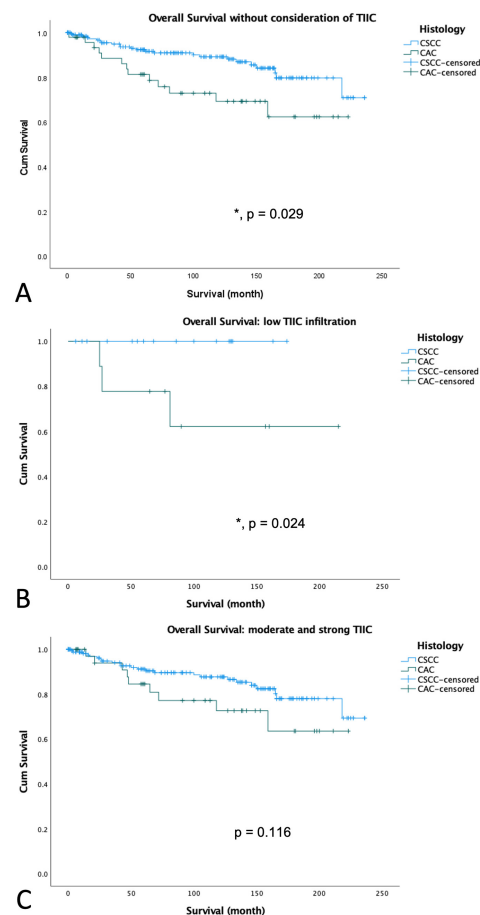 Overall Survival without consideration of TIIC
Histology
CSCC
CAC
CSCC-censored
CAC-censored
Cum Survival
1.0
0.8
0.6
0.4
0.2
0.0
*, p = 0.029
0 50 100 150 200 250
Survival (month)
A
Overall Survival: low TIIC infiltration
Histology
CSCC
CAC
CSCC-censored
CAC-censored
Cum Survival
1.0
0.8
0.6
0.4
0.2
0.0
*, p = 0.024
0 50 100 150 200 250
Survival (month)
B
Overall Survival: moderate and strong TIIC
Histology
CSCC
CAC
CSCC-censored
CAC-censored
Cum Survival
1.0
0.8
0.6
0.4
0.2
0.0
p = 0.116
0 50 100 150 200 250
Survival (month)
C